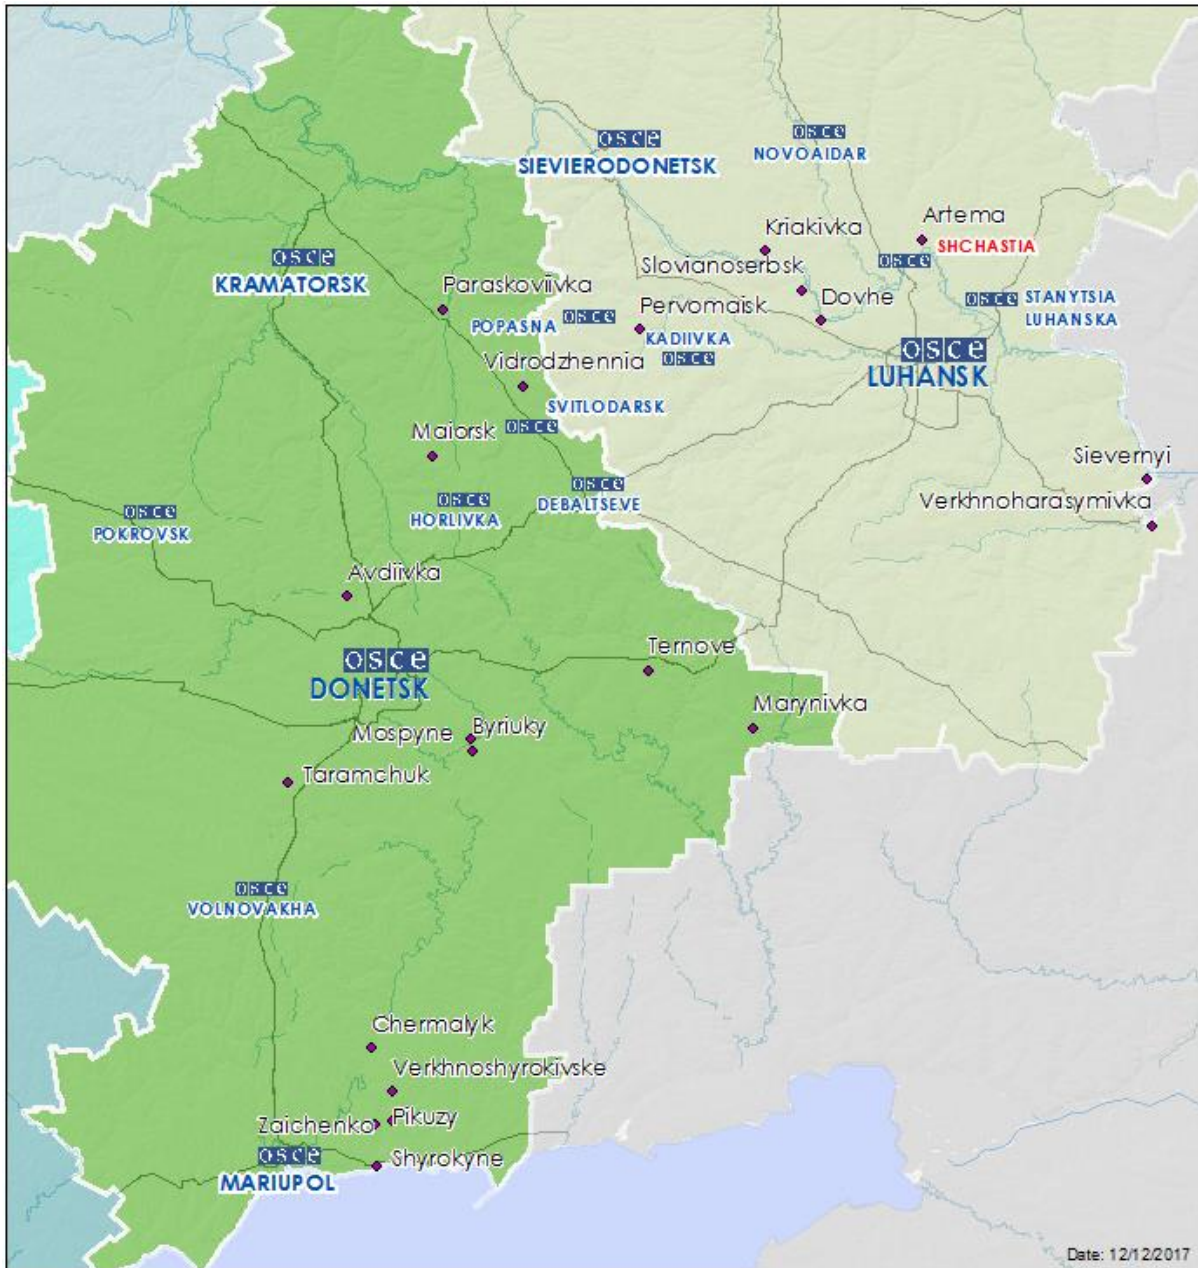 osce
SIEVIERODONETSK
osce
NOVOAIDAR
Artema
SHCHASTIA
Kriakivka
osce
KRAMATORSK
Slovianoserbsk
osce
Paraskoviivka
Dovhe
osce
STANYTSIA
LUHANSKA
Pervomaisk
POPASNA
osce
KADIIVKA
osce
osce
LUHANSK
Vidrodzhennia
SVITLODARSK
osce
Maiorsk
Sievernyi
osce
DEBALTSEVE
osce
HORLIVKA
Verkhnoharasymivka
osce
POKROVSK
Avdiivka
Ternove
osce
DONETSK
Marynivka
Mospyne
Byriuky
Taramchuk
osce
VOLNOVAKHA
Chermalyk
Verkhnoshyrokivske
Zaichenko
Pikuzy
osce
MARIUPOL
Shyrokyne
Date: 12/12/2017